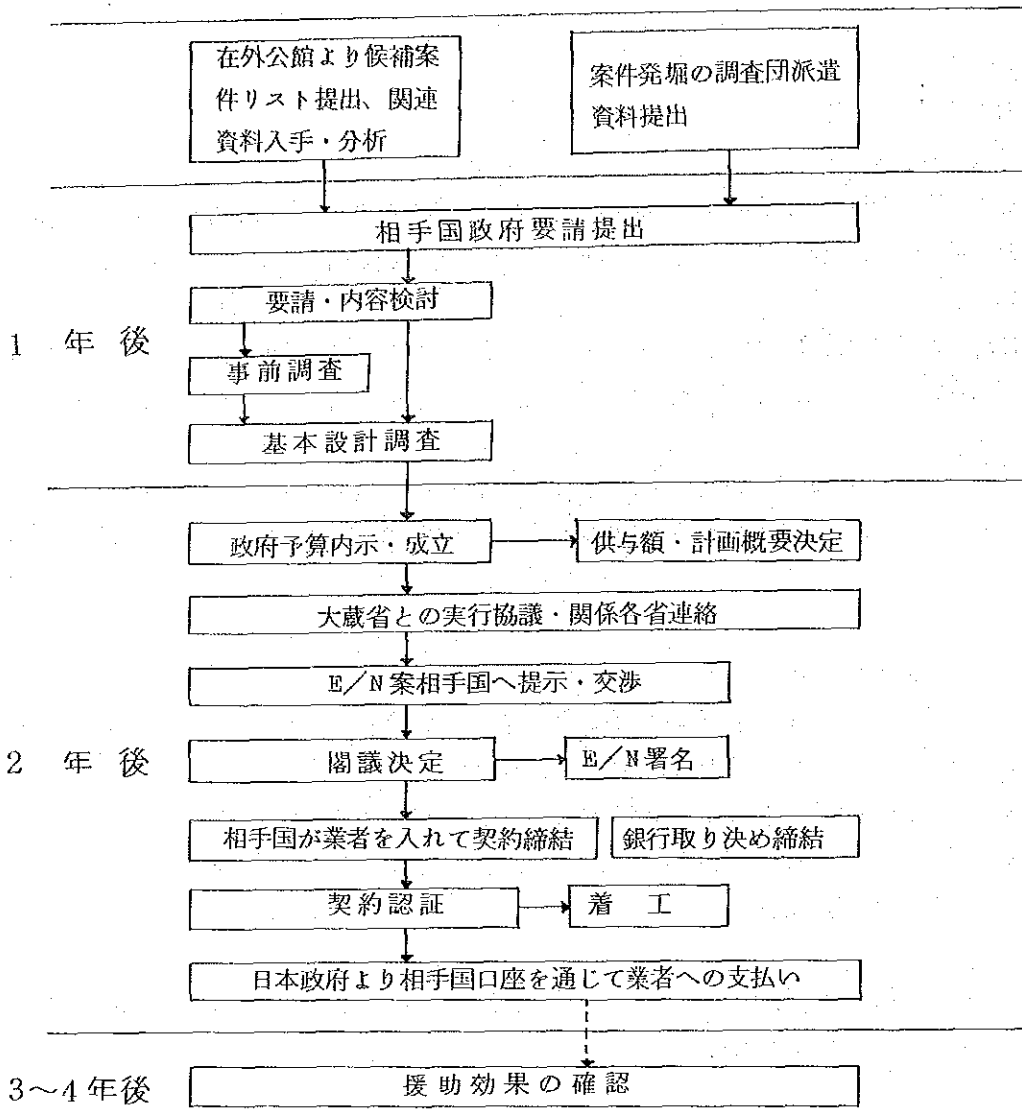 在外公館より候補案
件リスト提出、関連
資料入手・分析
案件発掘の調査団派遣
資料提出
相手国政府要請提出
要請・内容検討
1 年後
事前調査
基本設計調査
政府予算内示・成立
供与額・計画概要決定
大蔵省との実行協議・関係各省連絡
E/N案相手国へ提示・交渉
2 年後
閣議決定
E/N署名
相手国が業者を入れて契約締結
銀行取り決め締結
契約認証
着工
日本政府より相手国口座を通じて業者への支払い
3～4年後
援助効果の確認